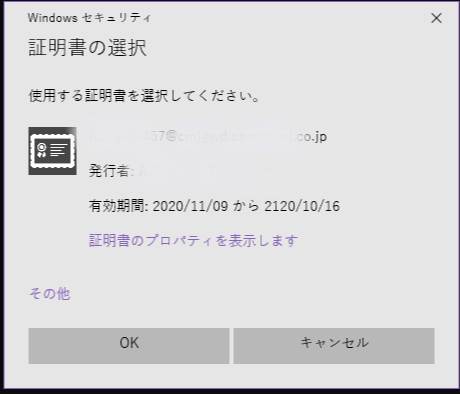 Windows セキュリティ
証明書の選択
使用する証明書を選択してください。
.co.jp
発行者:
有効期間: 2020/11/09 から 2120/10/16
証明書のプロパティを表示します
その他
OK
キャンセル